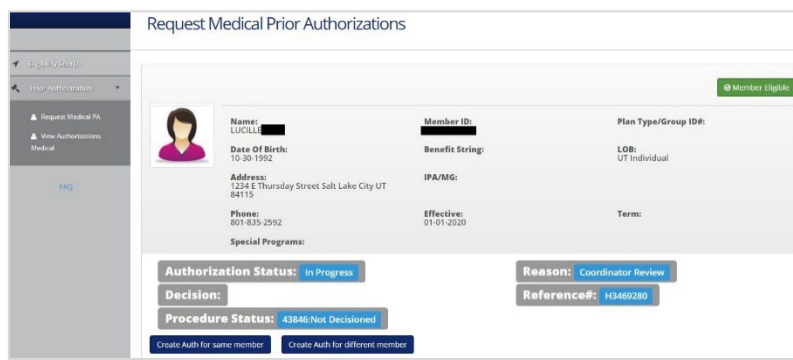 Request Medical Prior Authorizations
Eligibility Search
Prior Authorization
Request Medical PA
View Authorizations
Medical
FAQ
Member Eligible
Name:
LUCILLE
Member ID:
Plan Type/Group ID#:
Date Of Birth:
10-30-1992
Benefit String:
LOB:
UT Individual
Address:
1234 E Thursday Street Salt Lake City UT
84115
IPA/MG:
Phone:
801-835-2592
Effective:
01-01-2020
Term:
Special Programs:
Authorization Status: In Progress
Reason: Coordinator Review
Decision:
Reference#: H3469280
Procedure Status: 43846:Not Decisioned
Create Auth for same member
Create Auth for different member